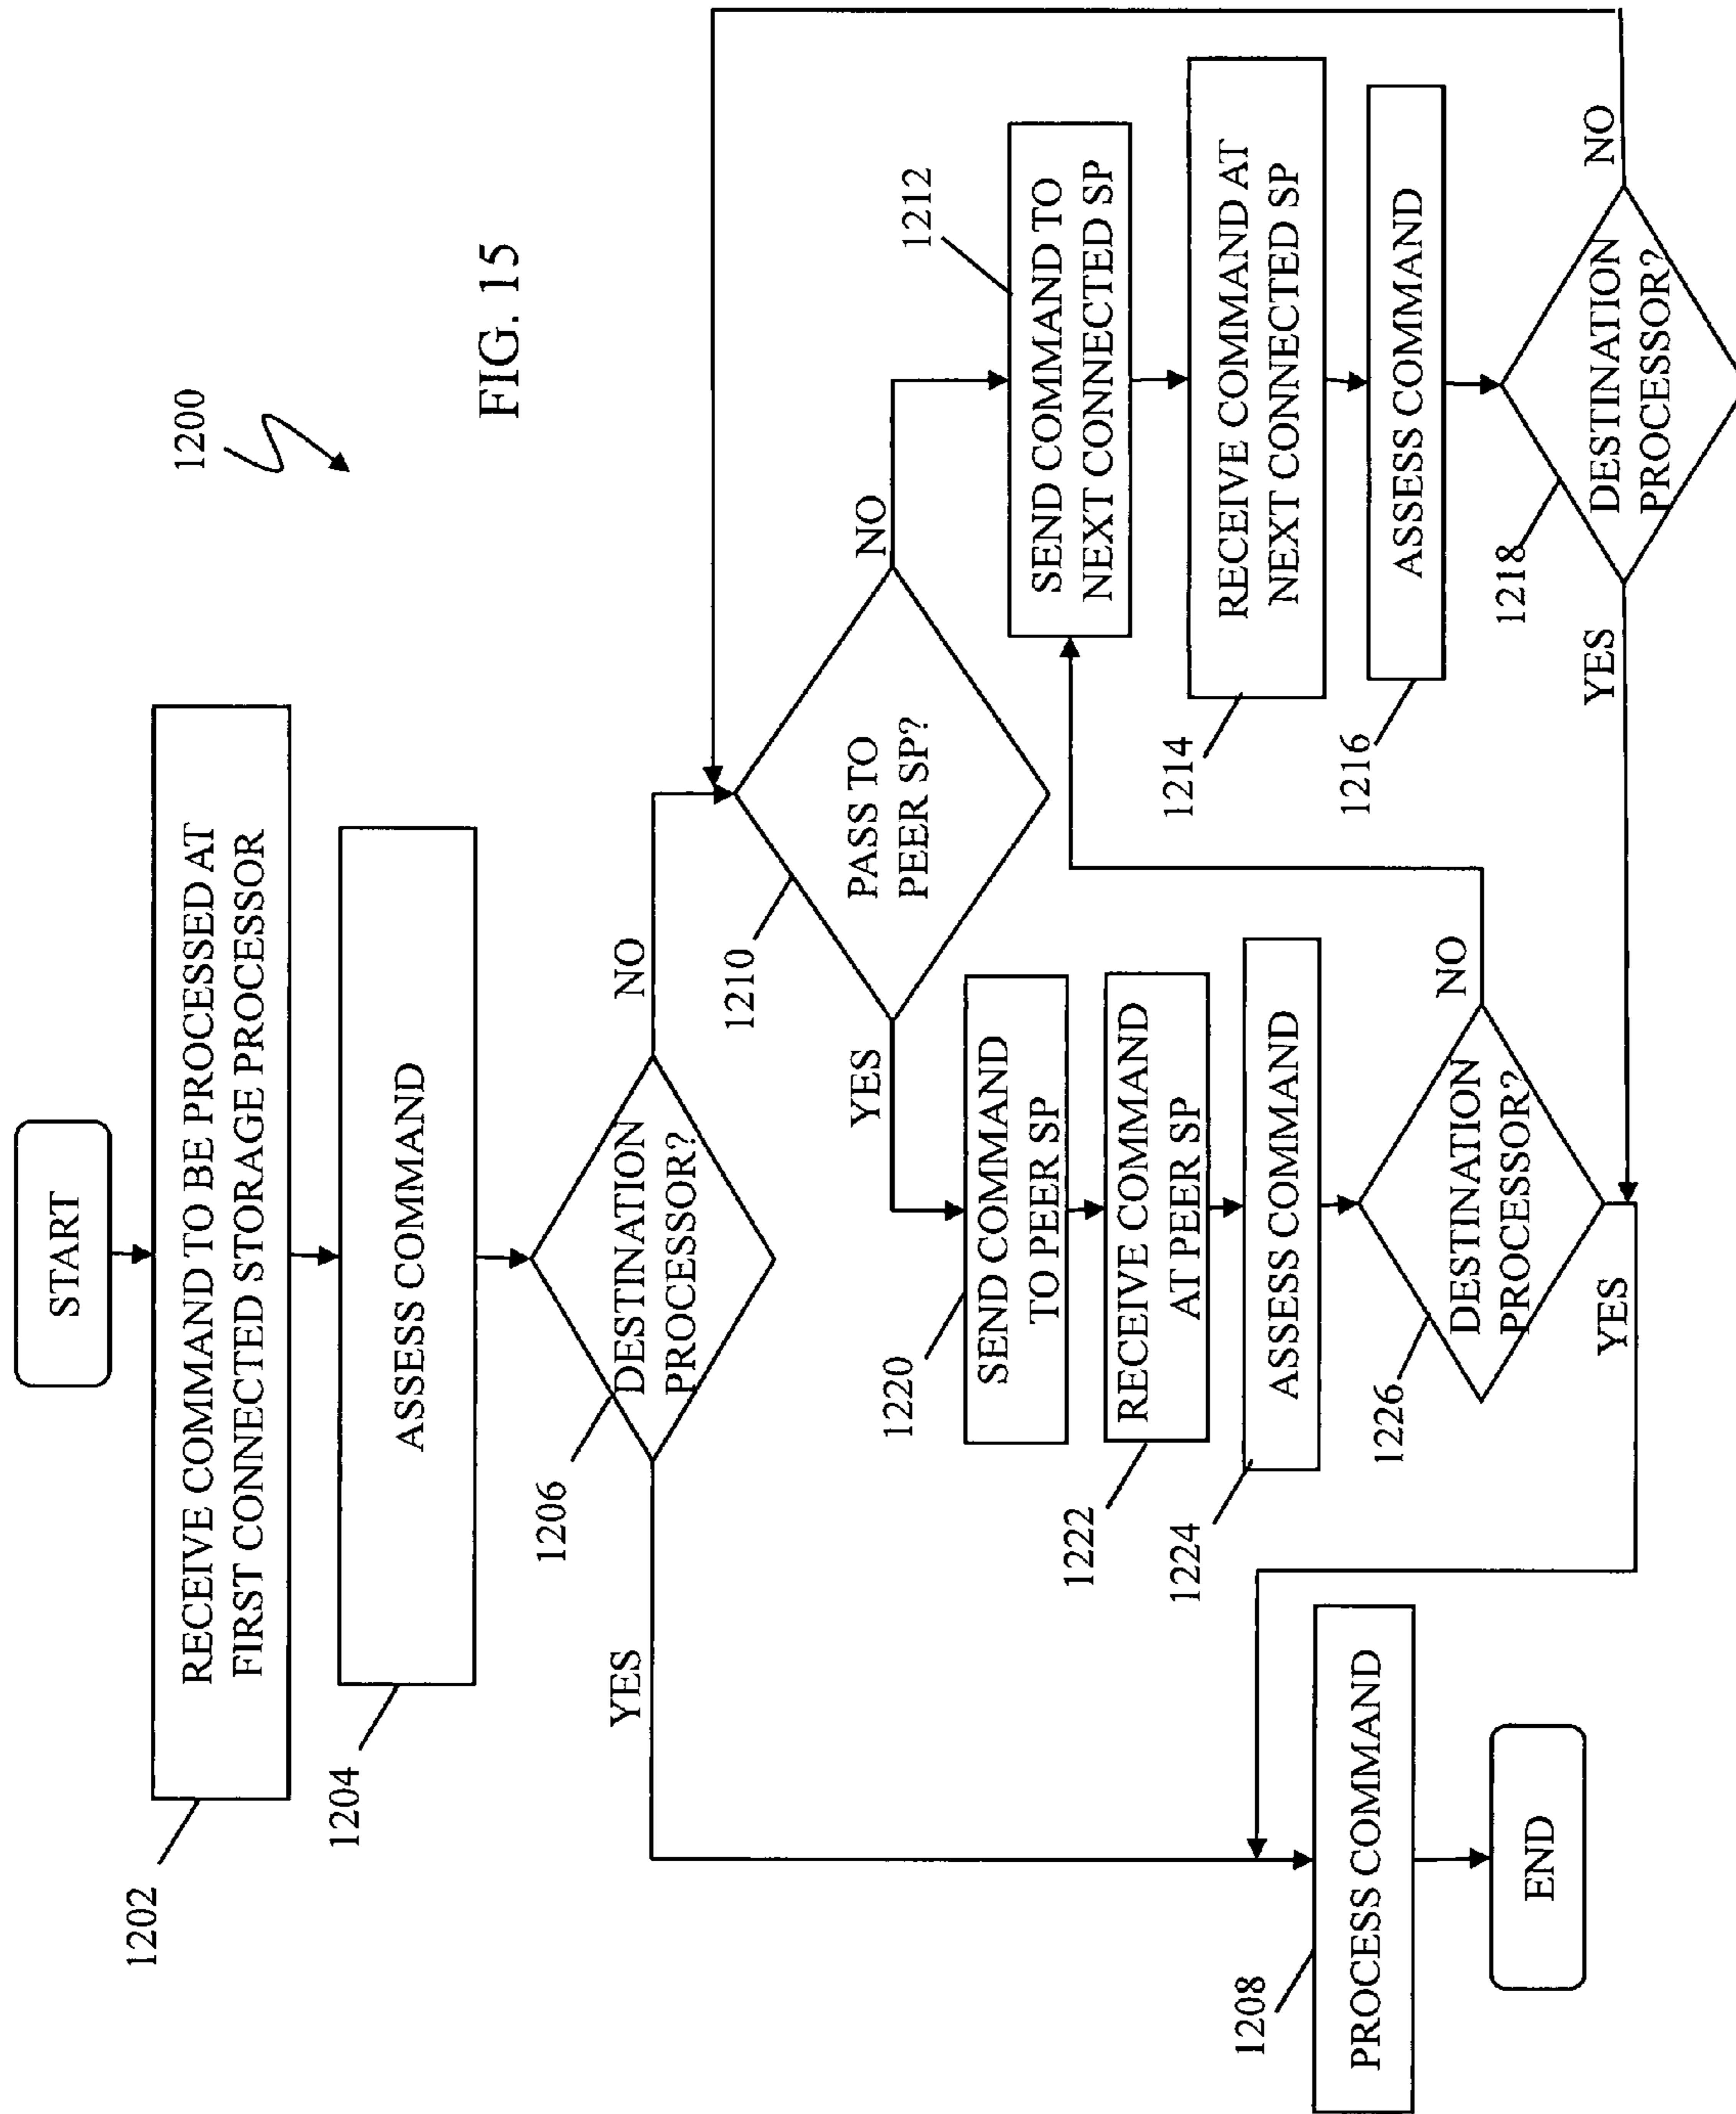 1200
FIG. 15
START
1202
RECEIVE COMMAND TO BE PROCESSED AT
FIRST CONNECTED STORAGE PROCESSOR
1204
ASSESS COMMAND
1206
DESTINATION
PROCESSOR?
YES
NO
1210
PASS TO
PEER SP?
YES
NO
1220
SEND COMMAND
TO PEER SP
1222
RECEIVE COMMAND
AT PEER SP
1224
ASSESS COMMAND
1226
DESTINATION
PROCESSOR?
NO
YES
1212
SEND COMMAND TO
NEXT CONNECTED SP
1214
RECEIVE COMMAND AT
NEXT CONNECTED SP
1216
ASSESS COMMAND
1218
DESTINATION
PROCESSOR?
YES
NO
1208
PROCESS COMMAND
END